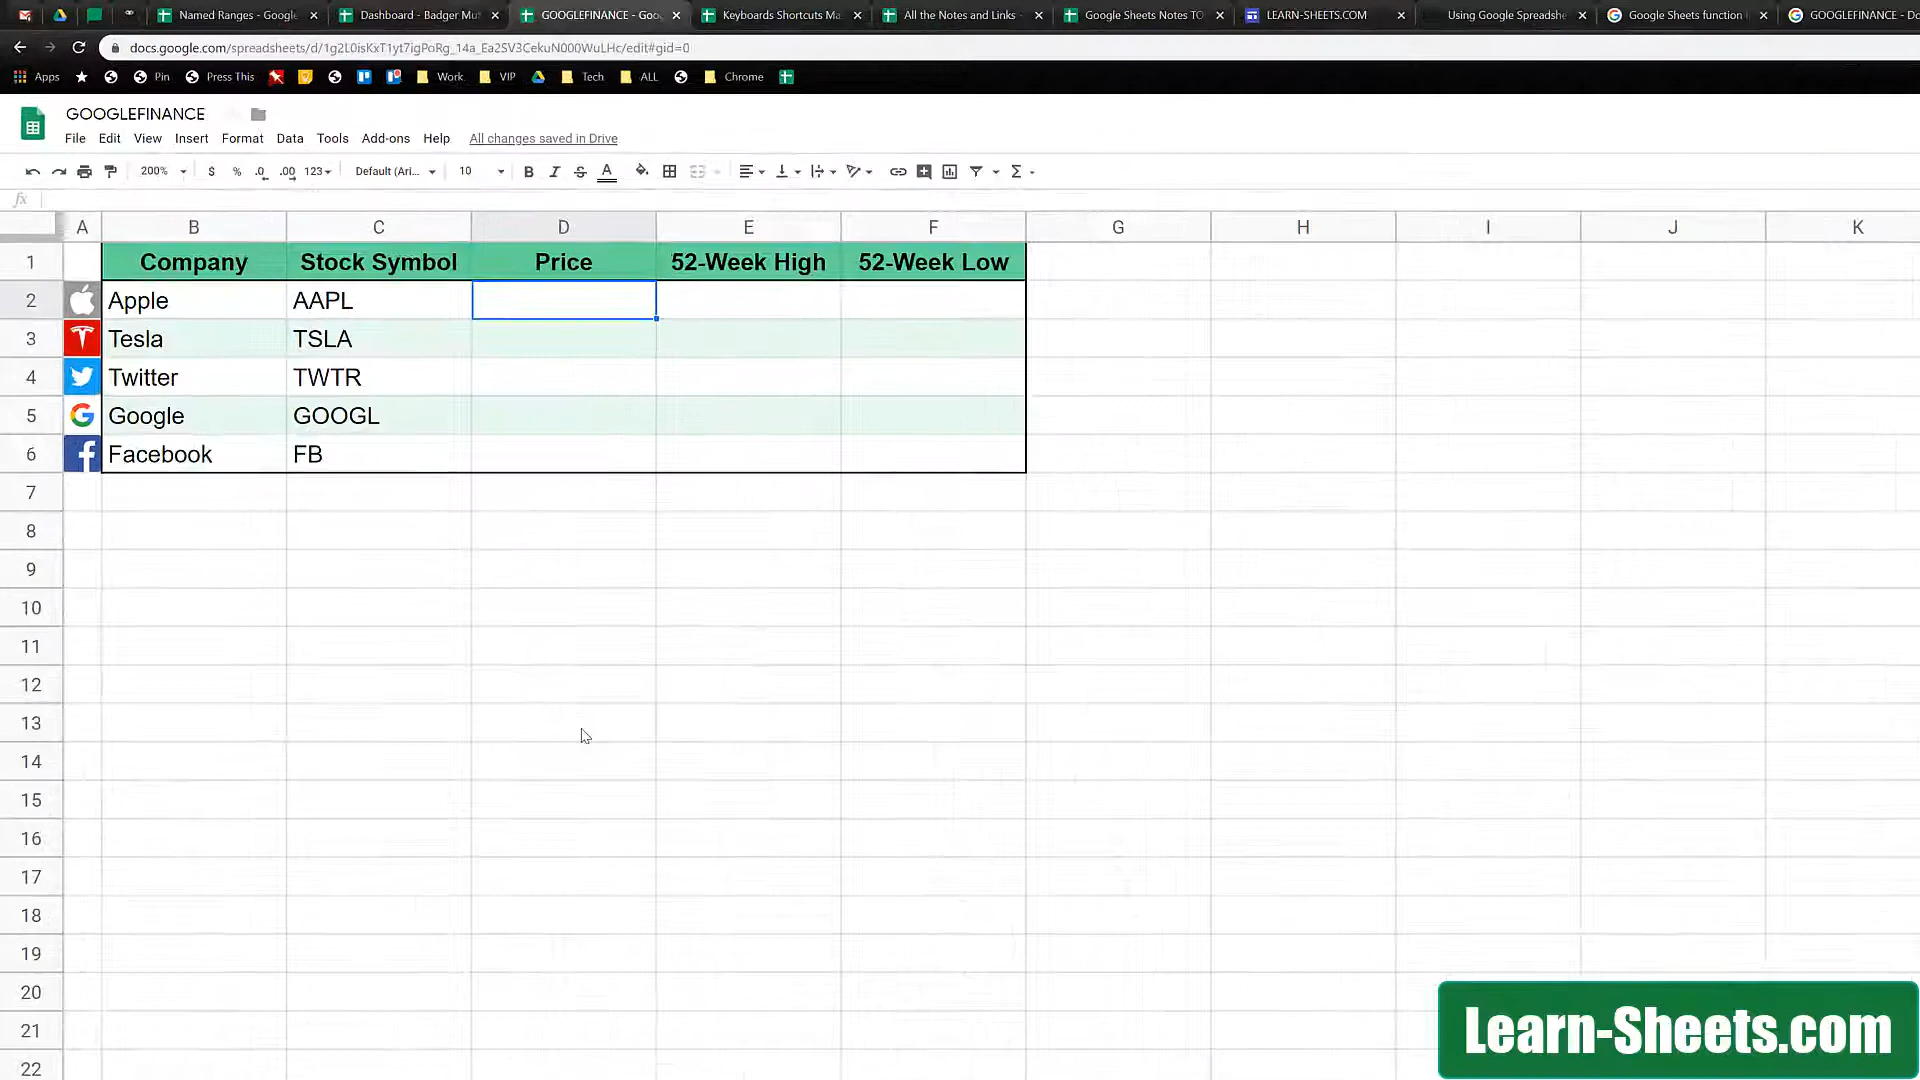 Named Ranges - Google
Dashboard - Badger Mu
GOOGLEFINANCE - Goo
Keyboards Shortcuts Ma
All the Notes and Links -
Google Sheets Notes TO
LEARN-SHEETS.COM
Using Google Spreadshe
Google Sheets function
GOOGLEFINANCE - Do
docs.google.com/spreadsheets/d/1g2L0isKxT1yt7igPoRg_14a_Ea2SV3CekuN000WuLHc/edit#gid=0
Apps Pin Press This Work VIP Tech ALL Chrome
GOOGLEFINANCE
File Edit View Insert Format Data Tools Add-ons Help All changes saved in Drive
200% $ % .0 .00 123 Default (Ari... 10 B I S A Σ
fx
A B C D E F G H I J K
1 Company Stock Symbol Price 52-Week High 52-Week Low
2 Apple AAPL
3 Tesla TSLA
4 Twitter TWTR
5 Google GOOGL
6 Facebook FB
7
8
9
10
11
12
13
14
15
16
17
18
19
20
21
22
Learn-Sheets.com